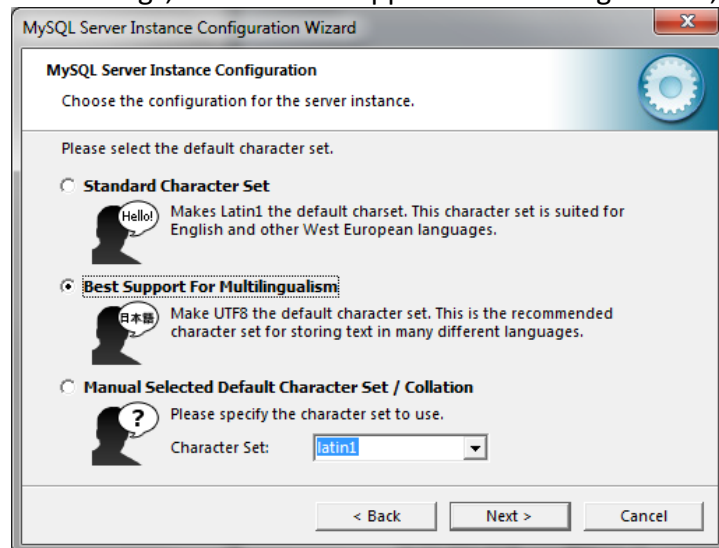 MySQL Server Instance Configuration Wizard
MySQL Server Instance Configuration
Choose the configuration for the server instance.
Please select the default character set.
Standard Character Set
Hello!
Makes Latin1 the default charset. This character set is suited for
English and other West European languages.
Best Support For Multilingualism
日本語
Make UTF8 the default character set. This is the recommended
character set for storing text in many different languages.
Manual Selected Default Character Set / Collation
?
Please specify the character set to use.
Character Set: latin1
< Back Next > Cancel